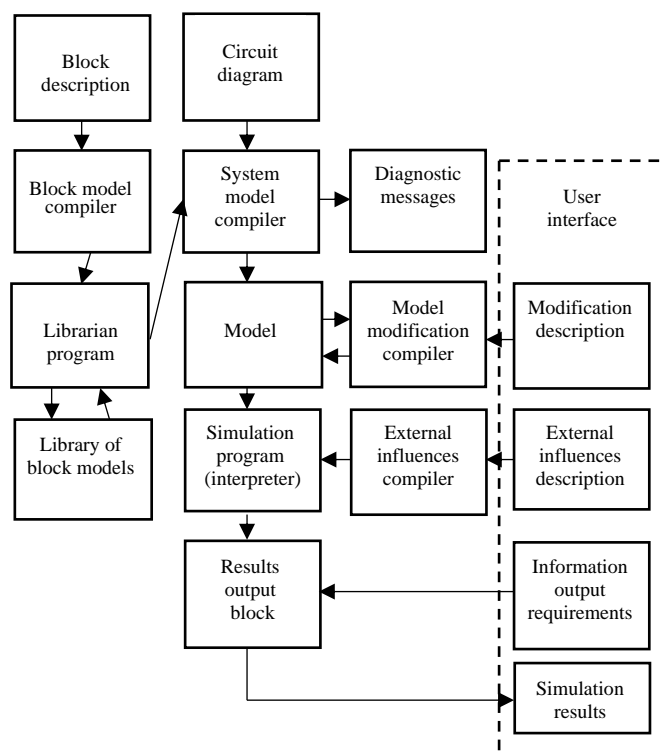 Block
description
Circuit
diagram
Block model
compiler
System
model
compiler
Diagnostic
messages
User
interface
Librarian
program
Model
Model
modification
compiler
Modification
description
Library of
block models
Simulation
program
(interpreter)
External
influences
compiler
External
influences
description
Results
output
block
Information
output
requirements
Simulation
results